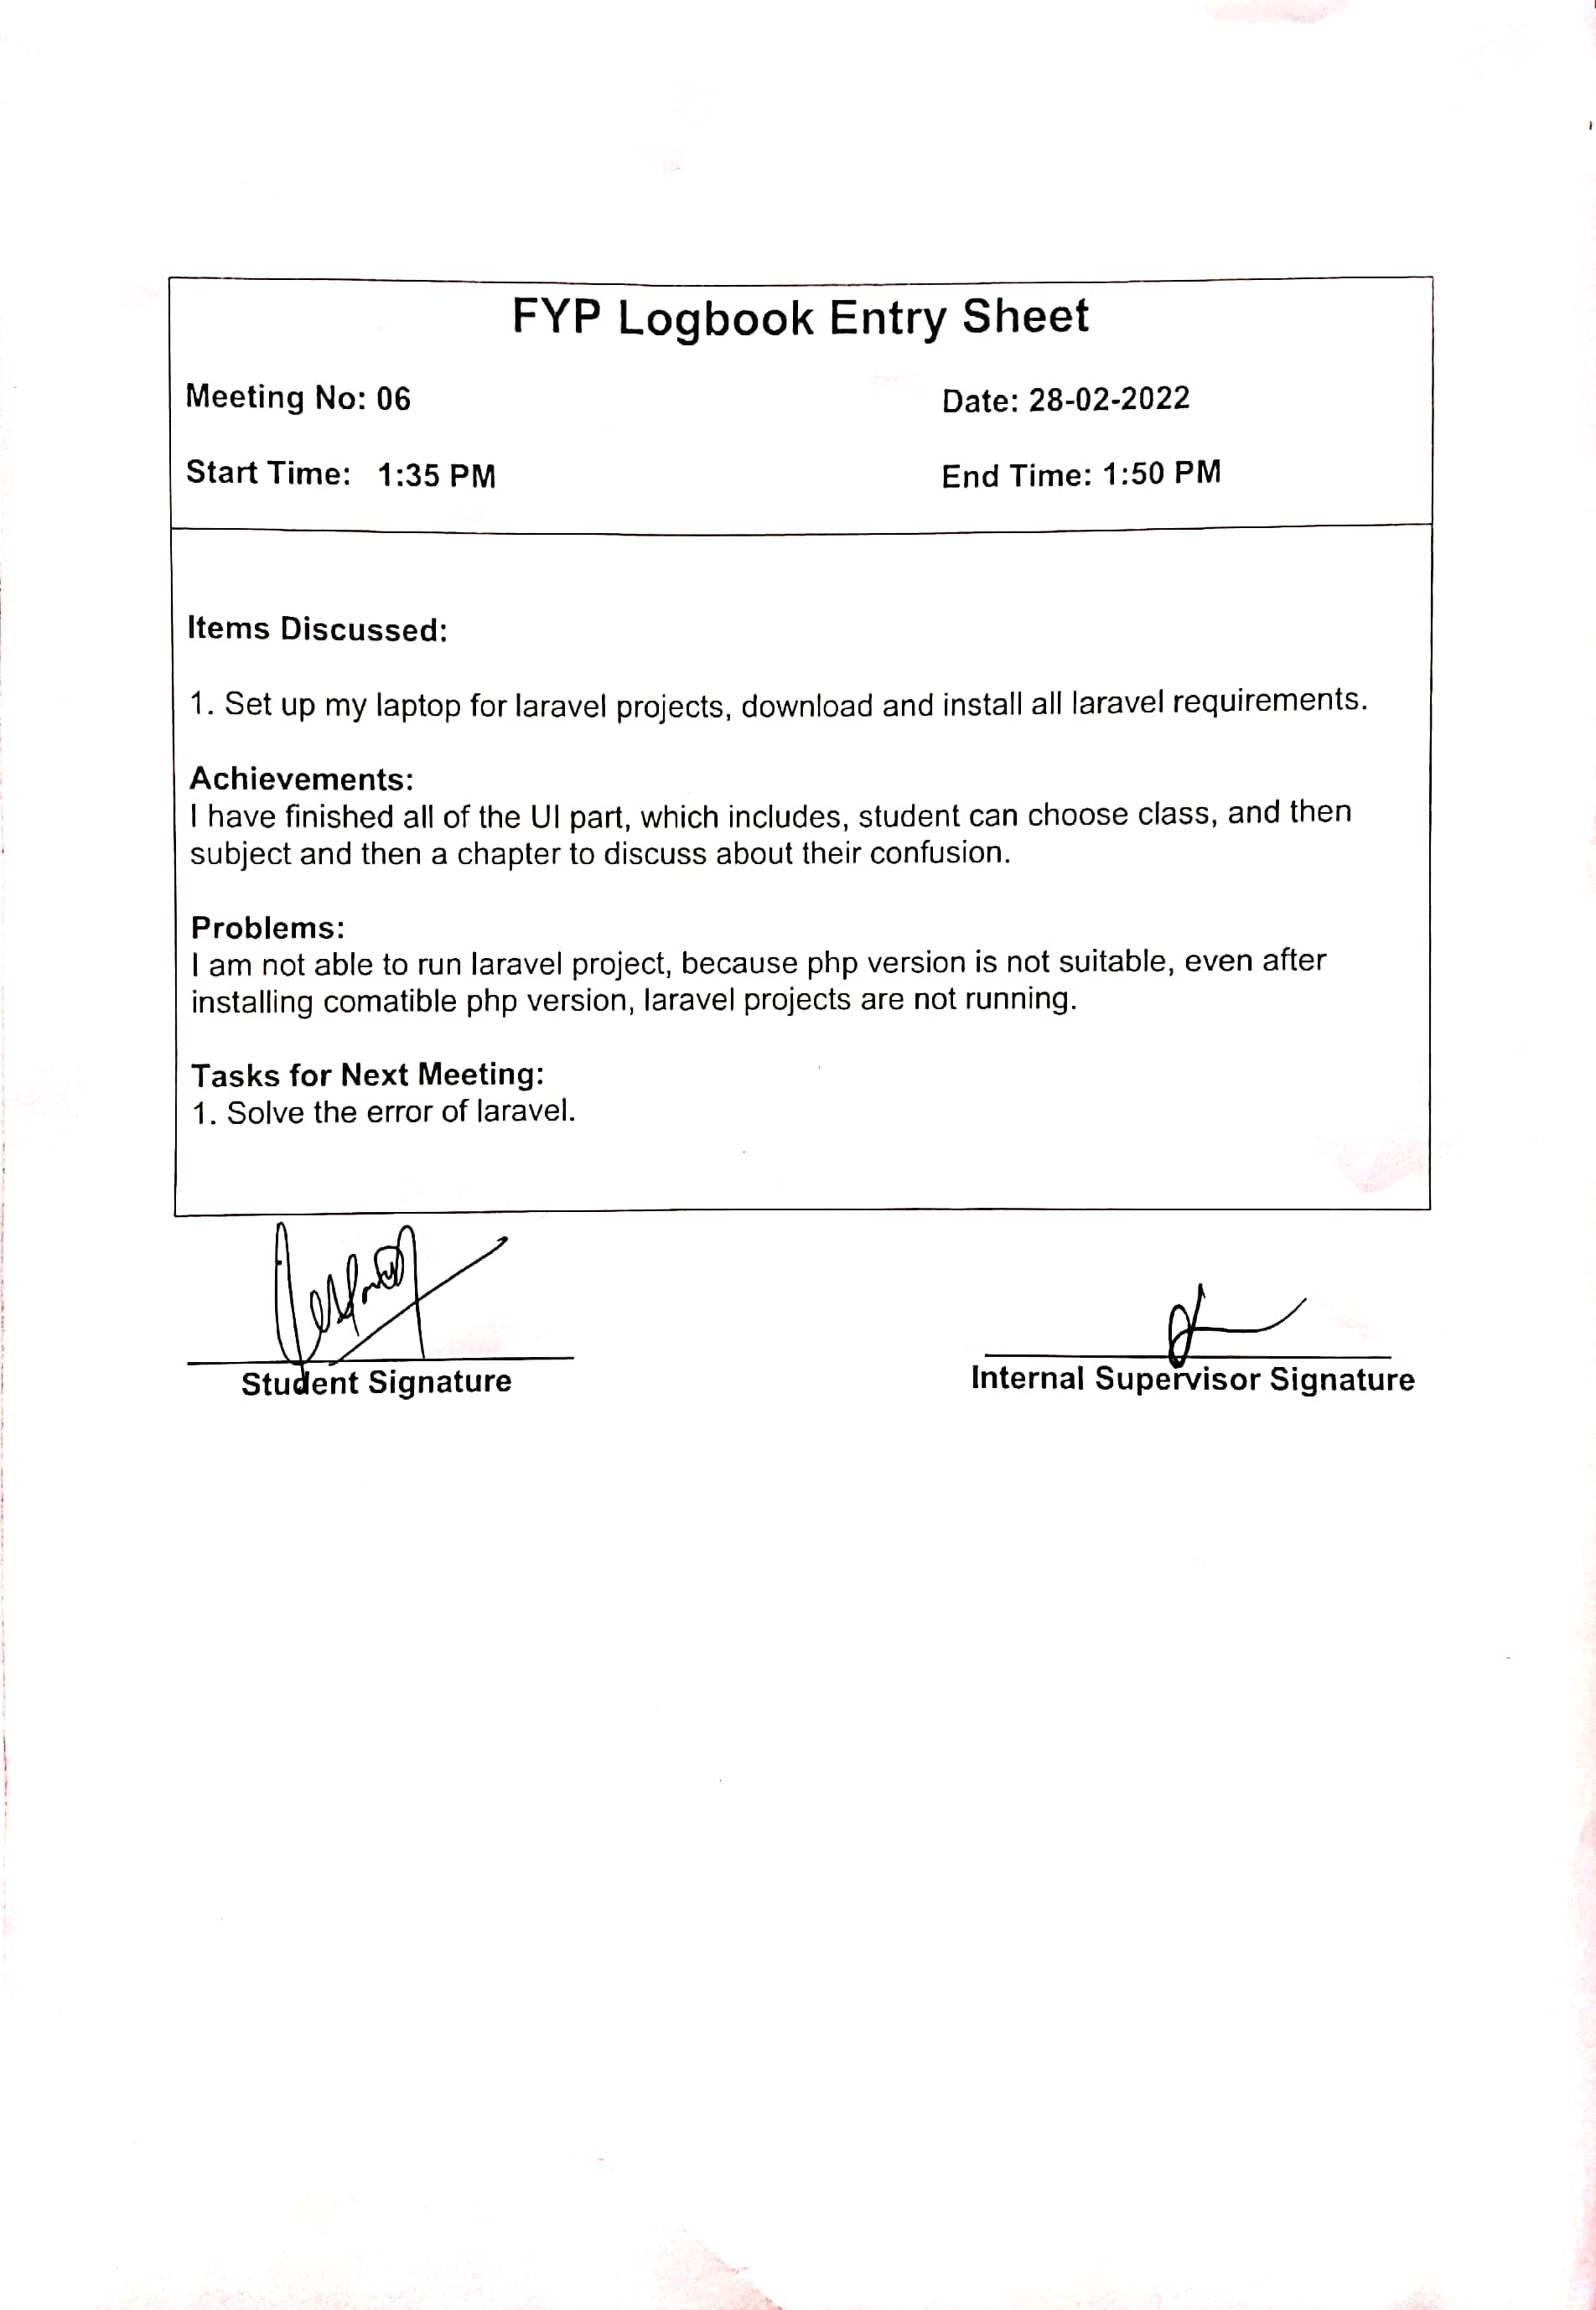 FYP Logbook Entry Sheet
Meeting No: 06 Date: 28-02-2022
Start Time: 1:35 PM End Time: 1:50 PM
Items Discussed:
1. Set up my laptop for laravel projects, download and install all laravel requirements.
Achievements:
I have finished all of the UI part, which includes, student can choose class, and then
subject and then a chapter to discuss about their confusion.
Problems:
I am not able to run laravel project, because php version is not suitable, even after
installing comatible php version, laravel projects are not running.
Tasks for Next Meeting:
1. Solve the error of laravel.
Student Signature Internal Supervisor Signature